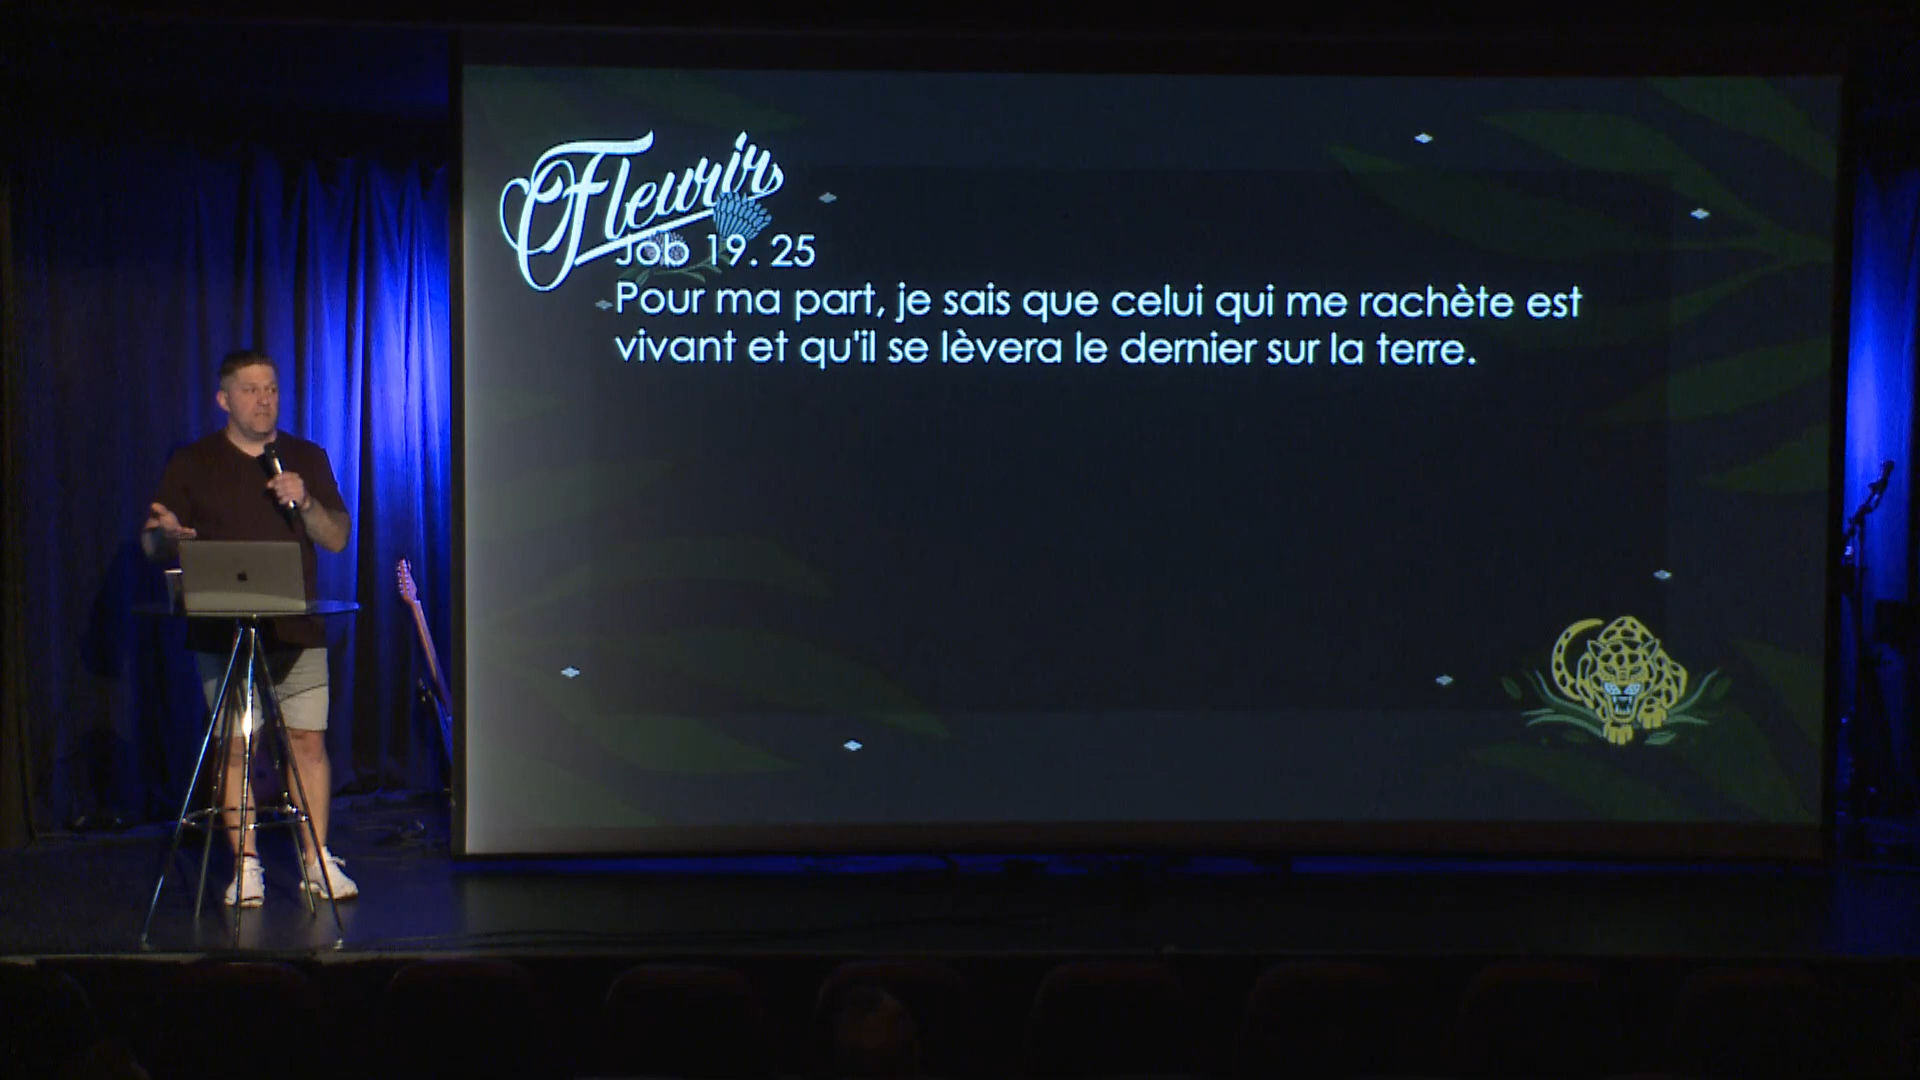 Fleurir
Job 19. 25
Pour ma part, je sais que celui qui me rachète est
vivant et qu'il se lèvera le dernier sur la terre.